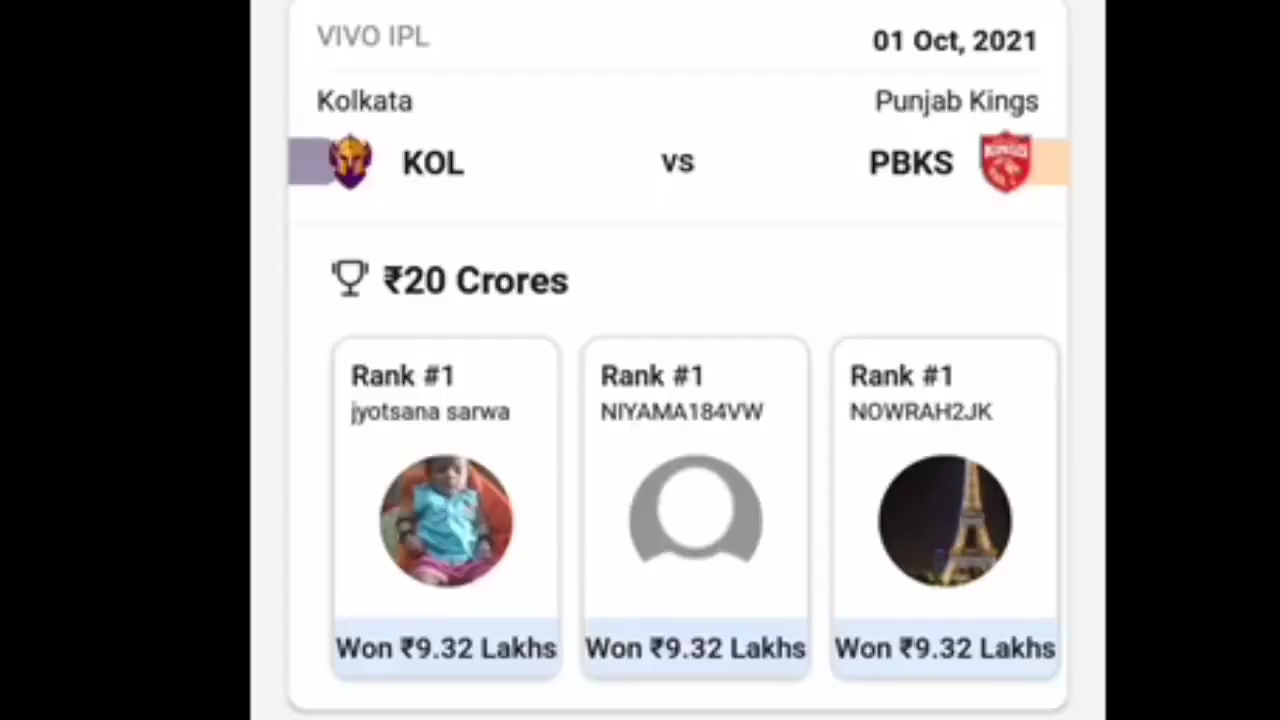 VIVO IPL
01 Oct, 2021
Kolkata
Punjab Kings
KOL
vs
PBKS
₹20 Crores
Rank #1
jyotsana sarwa
Won ₹9.32 Lakhs
Rank #1
NIYAMA184VW
Won ₹9.32 Lakhs
Rank #1
NOWRAH2JK
Won ₹9.32 Lakhs